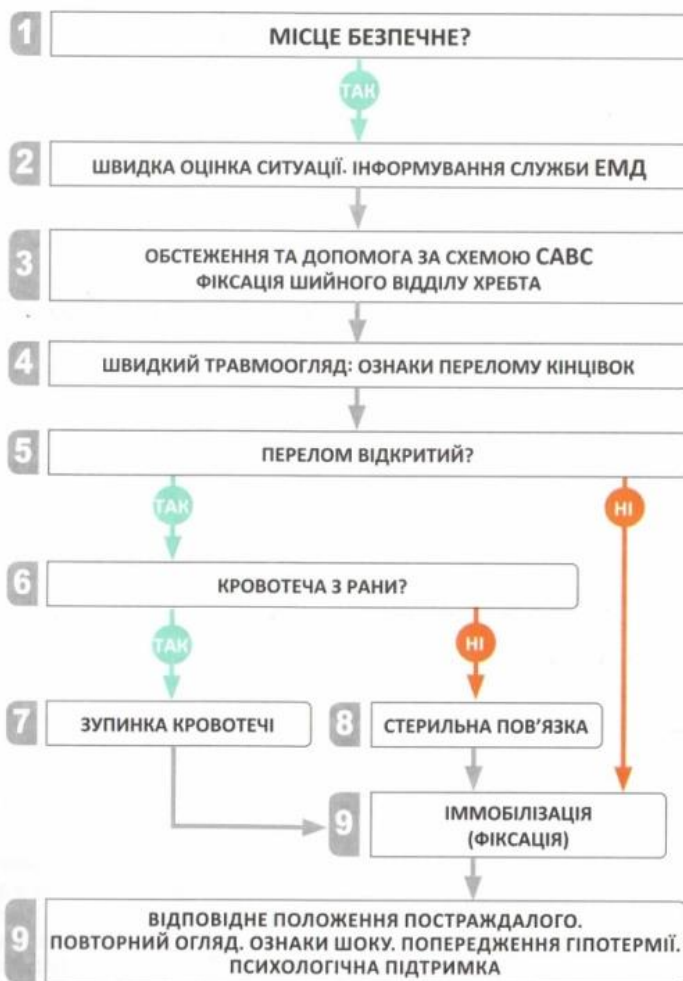 1
МІСЦЕ БЕЗПЕЧНЕ?
ТАК
2
ШВИДКА ОЦІНКА СИТУАЦІЇ. ІНФОРМУВАННЯ СЛУЖБИ ЕМД
3
ОБСТЕЖЕННЯ ТА ДОПОМОГА ЗА СХЕМОЮ САВС
ФІКСАЦІЯ ШИЙНОГО ВІДДІЛУ ХРЕБТА
4
ШВИДКИЙ ТРАВМООГЛЯД: ОЗНАКИ ПЕРЕЛОМУ КІНЦІВОК
5
ПЕРЕЛОМ ВІДКРИТИЙ?
ТАК
НІ
6
КРОВОТЕЧА З РАНИ?
ТАК
НІ
7
ЗУПИНКА КРОВОТЕЧІ
8
СТЕРИЛЬНА ПОВ’ЯЗКА
9
ІММОБІЛІЗАЦІЯ
(ФІКСАЦІЯ)
9
ВІДПОВІДНЕ ПОЛОЖЕННЯ ПОСТРАЖДАЛОГО.
ПОВТОРНИЙ ОГЛЯД. ОЗНАКИ ШОКУ. ПОПЕРЕДЖЕННЯ ГІПОТЕРМІЇ.
ПСИХОЛОГІЧНА ПІДТРИМКА